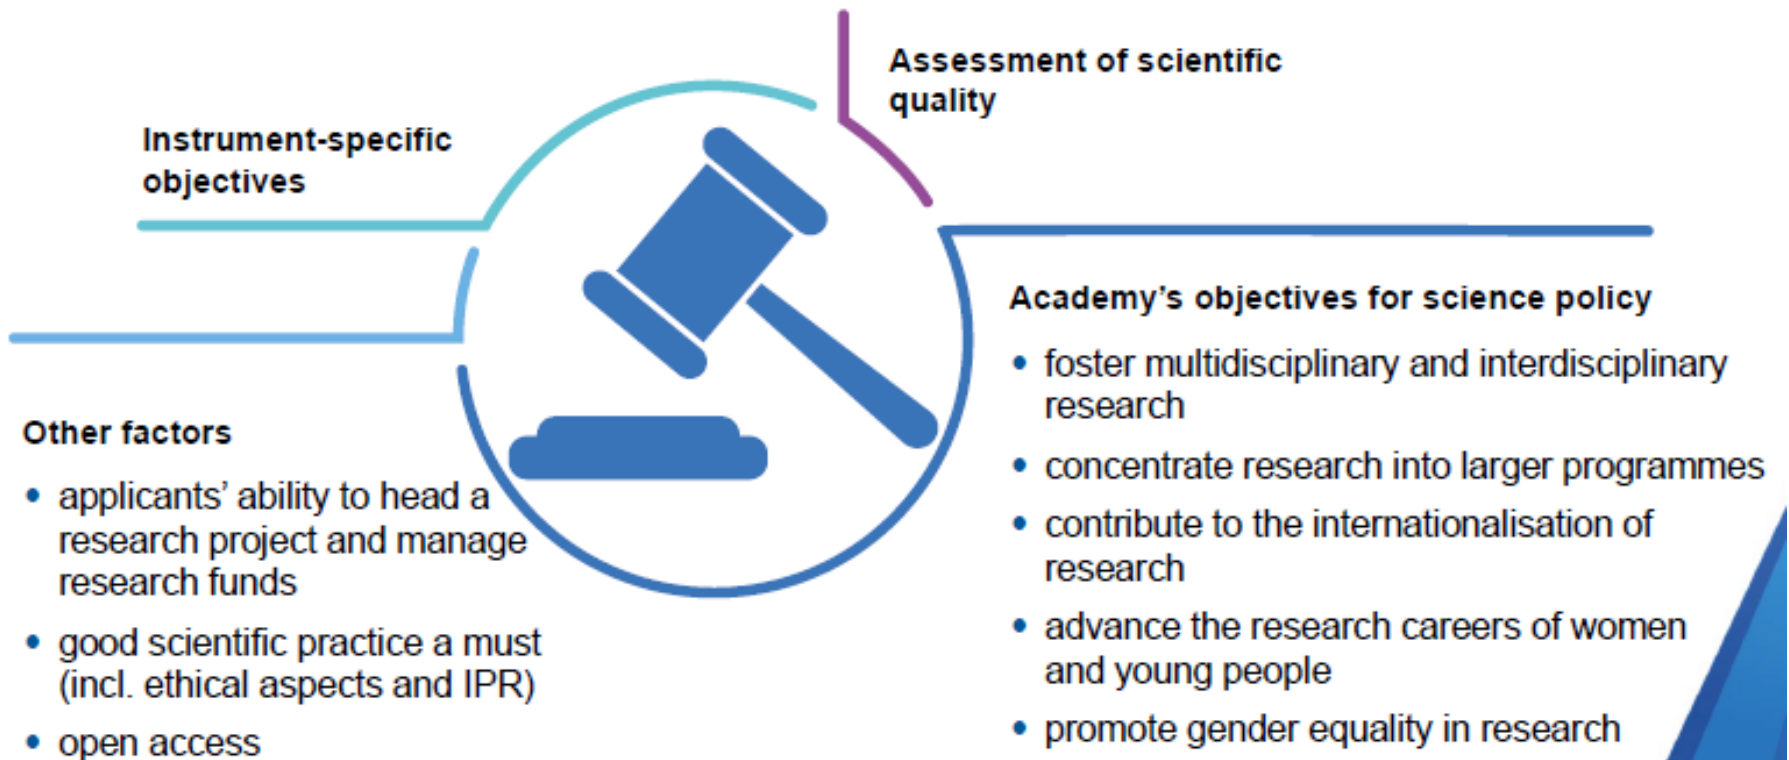 Assessment of scientific
quality
Instrument-specific
objectives
Academy's objectives for science policy
• foster multidisciplinary and interdisciplinary
research
• concentrate research into larger programmes
• contribute to the internationalisation of
research
• advance the research careers of women
and young people
• promote gender equality in research
Other factors
• applicants' ability to head a
research project and manage
research funds
• good scientific practice a must
(incl. ethical aspects and IPR)
• open access